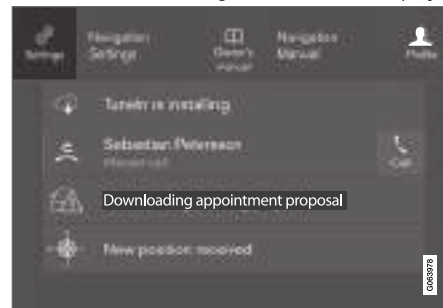 Settings
Navigation Settings
Owner's manual
Navigation Manual
Profile
TuneIn is installing
Sebastian Petersson
Missed call
Call
Downloading appointment proposal
New position received
G063978